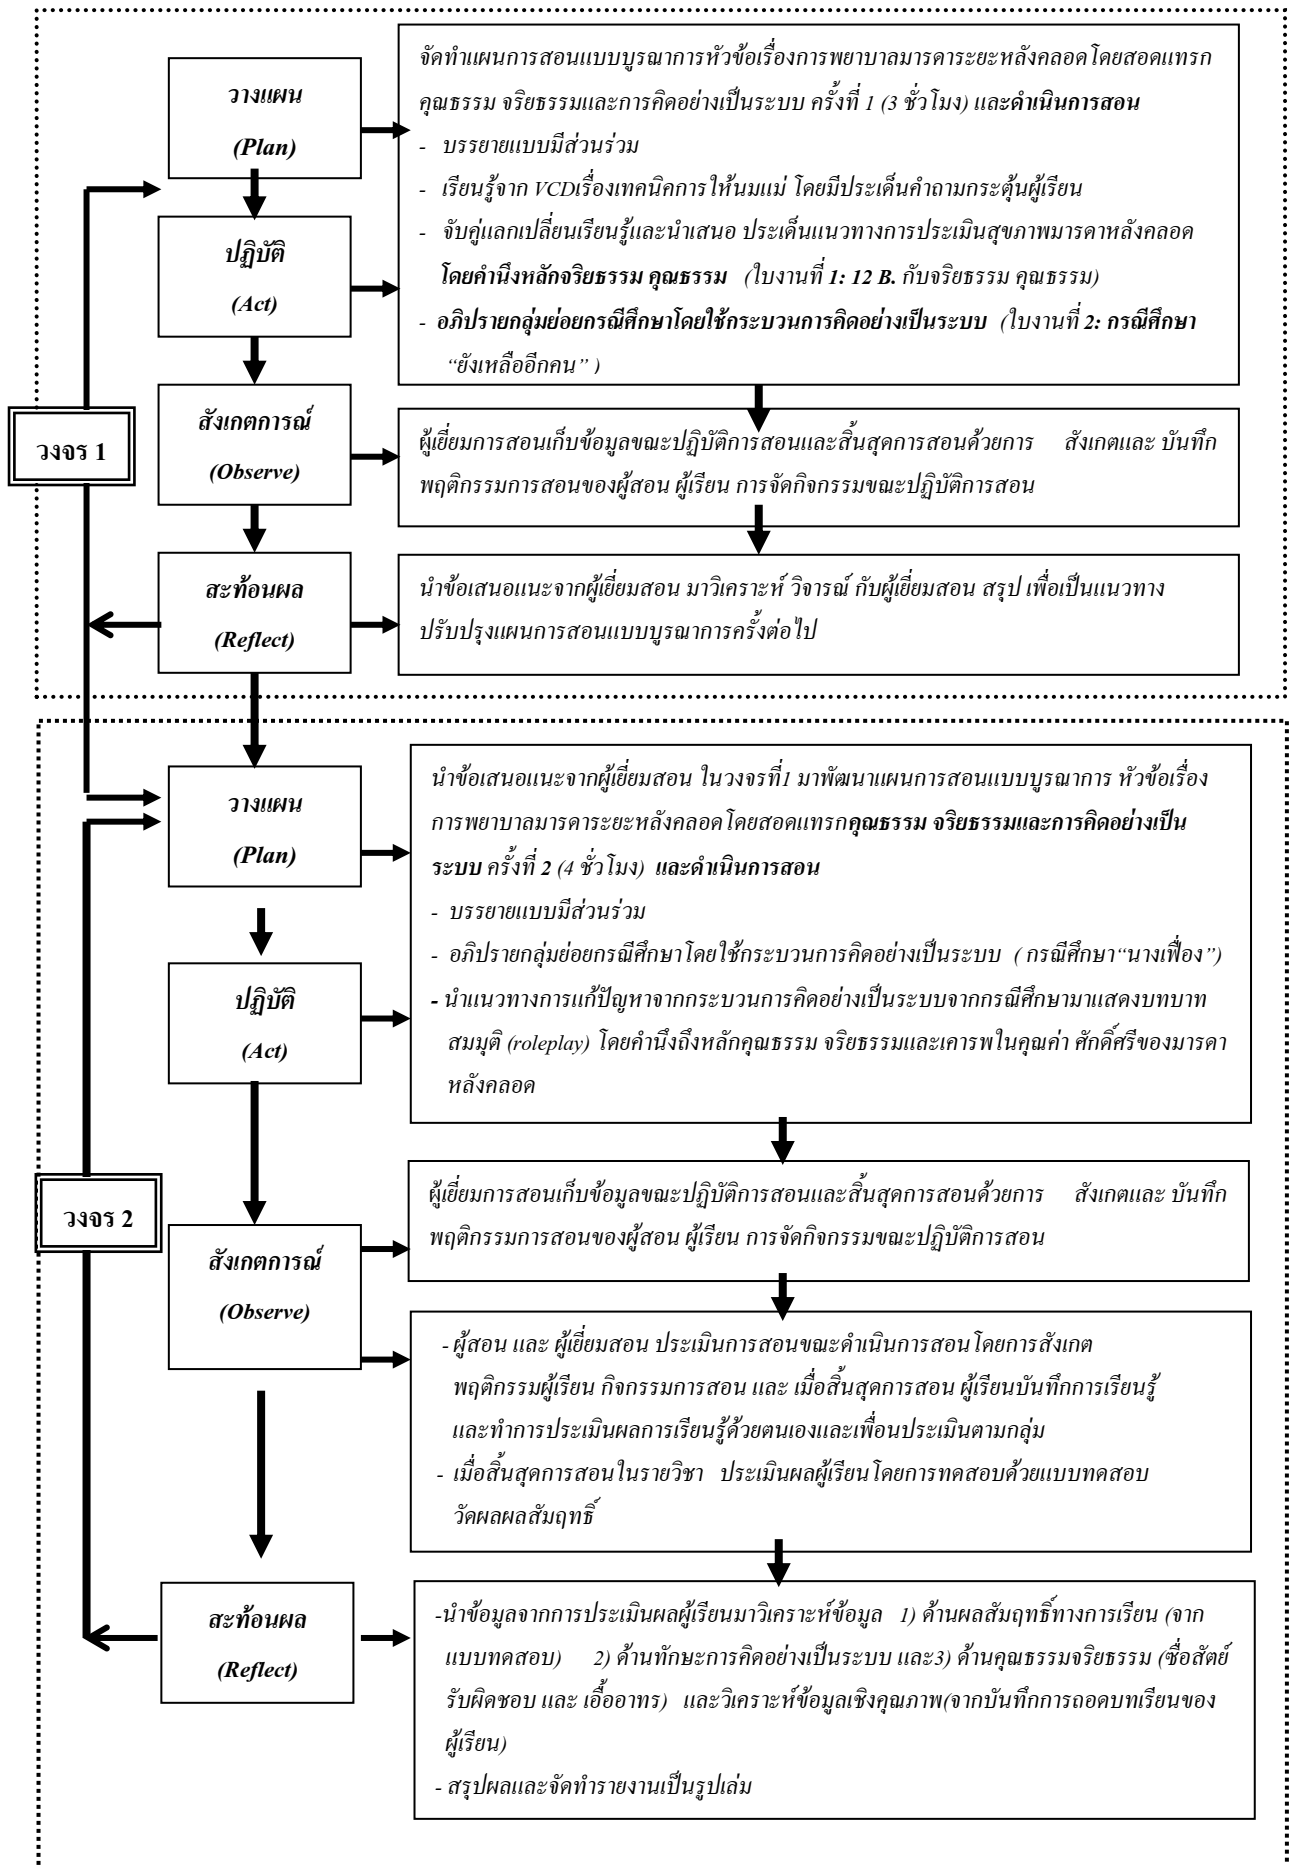 วางแผน
(Plan)
จัดทำแผนการสอนแบบบูรณาการหัวข้อเรื่องการพยาบาลมารดาระยะหลังคลอดโดยสอดแทรก
คุณธรรม จริยธรรมและการคิดอย่างเป็นระบบ ครั้งที่ 1 (3 ชั่วโมง) และดำเนินการสอน
- บรรยายแบบมีส่วนร่วม
- เรียนรู้จาก VCDเรื่องเทคนิคการให้นมแม่ โดยมีประเด็นคำถามกระตุ้นผู้เรียน
- จับคู่แลกเปลี่ยนเรียนรู้และนำเสนอ ประเด็นแนวทางการประเมินสุขภาพมารดาหลังคลอด
โดยคำนึงหลักจริยธรรม คุณธรรม (ใบงานที่ 1: 12 B. กับจริยธรรม คุณธรรม)
- อภิปรายกลุ่มย่อยกรณีศึกษาโดยใช้กระบวนการคิดอย่างเป็นระบบ (ใบงานที่ 2: กรณีศึกษา
“ยังเหลืออีกคน” )
ปฏิบัติ
(Act)
วงจร 1
สังเกตการณ์
(Observe)
ผู้เยี่ยมการสอนเก็บข้อมูลขณะปฏิบัติการสอนและสิ้นสุดการสอนด้วยการ สังเกตและ บันทึก
พฤติกรรมการสอนของผู้สอน ผู้เรียน การจัดกิจกรรมขณะปฏิบัติการสอน
สะท้อนผล
(Reflect)
นำข้อเสนอแนะจากผู้เยี่ยมสอน มาวิเคราะห์ วิจารณ์ กับผู้เยี่ยมสอน สรุป เพื่อเป็นแนวทาง
ปรับปรุงแผนการสอนแบบบูรณาการครั้งต่อไป
วางแผน
(Plan)
นำข้อเสนอแนะจากผู้เยี่ยมสอน ในวงจรที่1 มาพัฒนาแผนการสอนแบบบูรณาการ หัวข้อเรื่อง
การพยาบาลมารดาระยะหลังคลอดโดยสอดแทรกคุณธรรม จริยธรรมและการคิดอย่างเป็น
ระบบ ครั้งที่ 2 (4 ชั่วโมง) และดำเนินการสอน
- บรรยายแบบมีส่วนร่วม
- อภิปรายกลุ่มย่อยกรณีศึกษาโดยใช้กระบวนการคิดอย่างเป็นระบบ ( กรณีศึกษา“นางเฟื่อง”)
- นำแนวทางการแก้ปัญหาจากกระบวนการคิดอย่างเป็นระบบจากกรณีศึกษามาแสดงบทบาท
สมมุติ (roleplay) โดยคำนึงถึงหลักคุณธรรม จริยธรรมและเคารพในคุณค่า ศักดิ์ศรีของมารดา
หลังคลอด
ปฏิบัติ
(Act)
วงจร 2
สังเกตการณ์
(Observe)
ผู้เยี่ยมการสอนเก็บข้อมูลขณะปฏิบัติการสอนและสิ้นสุดการสอนด้วยการ สังเกตและ บันทึก
พฤติกรรมการสอนของผู้สอน ผู้เรียน การจัดกิจกรรมขณะปฏิบัติการสอน
- ผู้สอน และ ผู้เยี่ยมสอน ประเมินการสอนขณะดำเนินการสอนโดยการสังเกต
พฤติกรรมผู้เรียน กิจกรรมการสอน และ เมื่อสิ้นสุดการสอน ผู้เรียนบันทึกการเรียนรู้
และทำการประเมินผลการเรียนรู้ด้วยตนเองและเพื่อนประเมินตามกลุ่ม
- เมื่อสิ้นสุดการสอนในรายวิชา ประเมินผลผู้เรียนโดยการทดสอบด้วยแบบทดสอบ
วัดผลผลสัมฤทธิ์
สะท้อนผล
(Reflect)
-นำข้อมูลจากการประเมินผลผู้เรียนมาวิเคราะห์ข้อมูล 1) ด้านผลสัมฤทธิ์ทางการเรียน (จาก
แบบทดสอบ) 2) ด้านทักษะการคิดอย่างเป็นระบบ และ3) ด้านคุณธรรมจริยธรรม (ซื่อสัตย์
รับผิดชอบ และ เอื้ออาทร) และวิเคราะห์ข้อมูลเชิงคุณภาพ(จากบันทึกการถอดบทเรียนของ
ผู้เรียน)
- สรุปผลและจัดทำรายงานเป็นรูปเล่ม